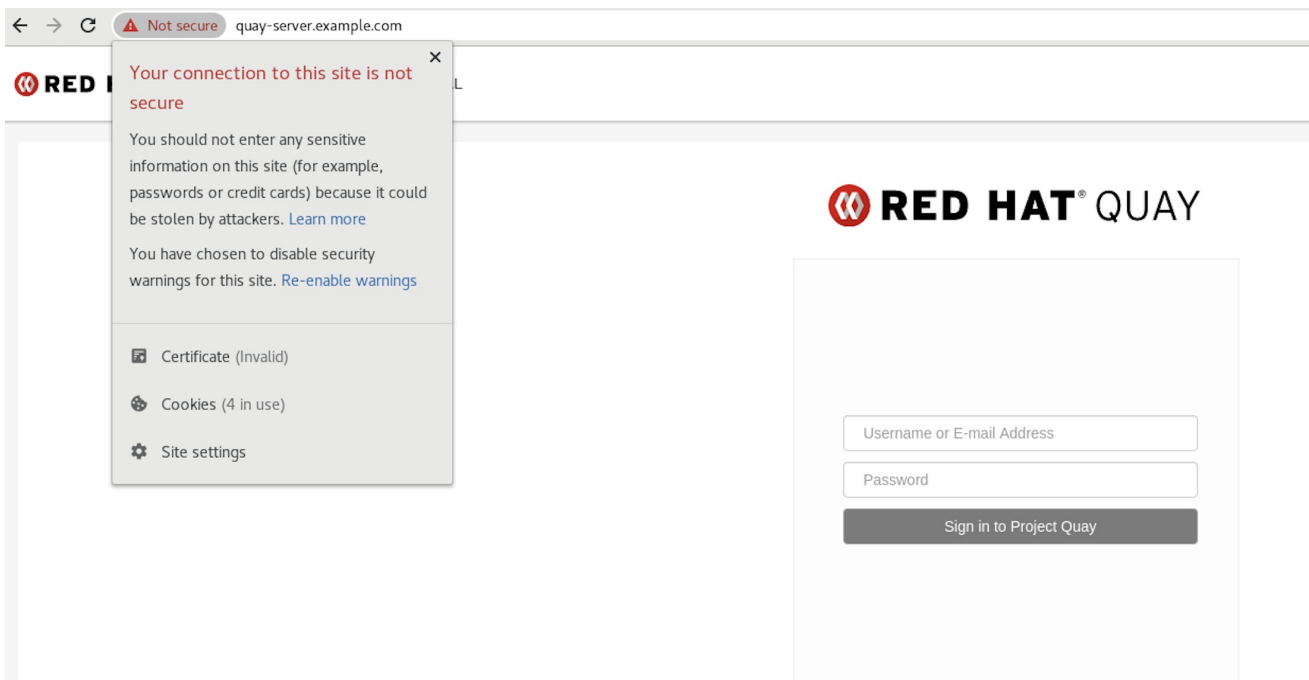 Not secure quay-server.example.com
RED
Your connection to this site is not
secure
You should not enter any sensitive
information on this site (for example,
passwords or credit cards) because it could
be stolen by attackers. Learn more
You have chosen to disable security
warnings for this site. Re-enable warnings
Certificate (Invalid)
Cookies (4 in use)
Site settings
RED HAT® QUAY
Username or E-mail Address
Password
Sign in to Project Quay